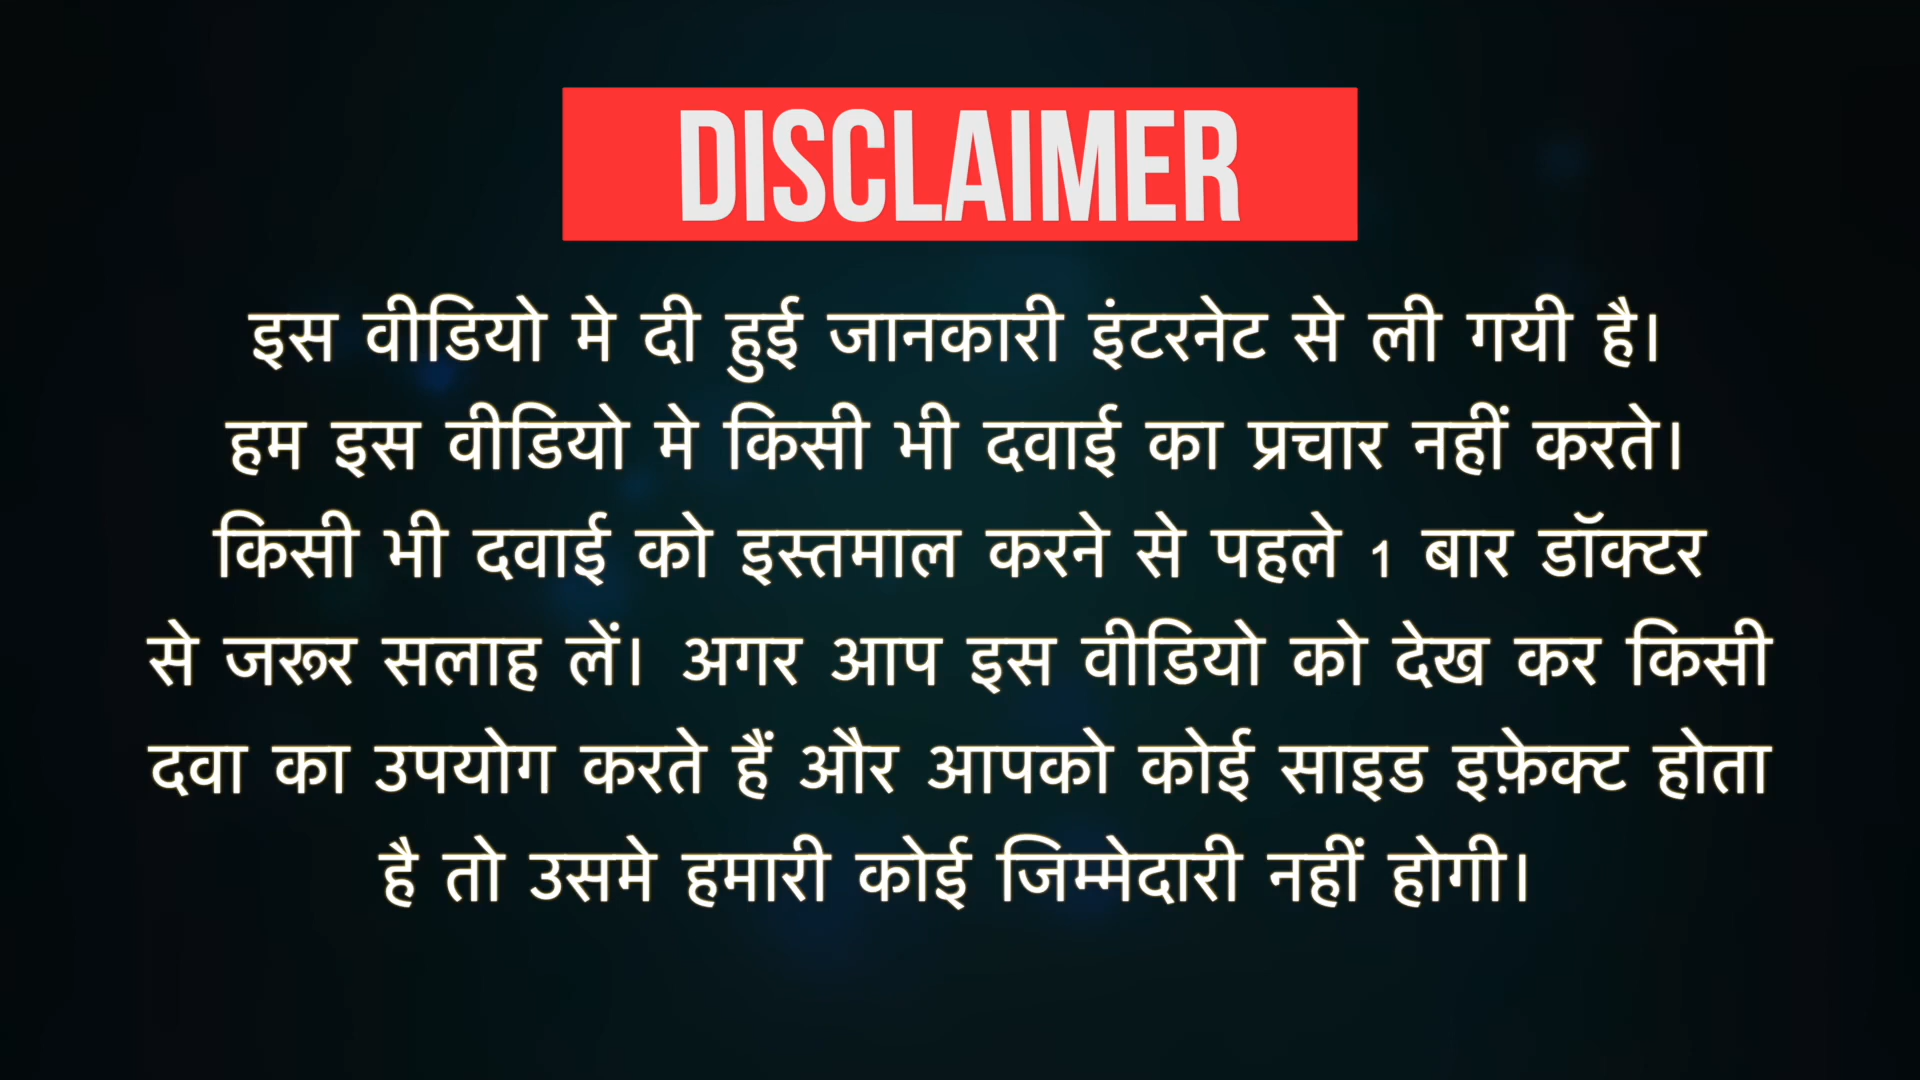 DISCLAIMER
इस वीडियो मे दी हुई जानकारी इंटरनेट से ली गयी है।
हम इस वीडियो मे किसी भी दवाई का प्रचार नहीं करते।
किसी भी दवाई को इस्तमाल करने से पहले 1 बार डॉक्टर
से जरूर सलाह लें। अगर आप इस वीडियो को देख कर किसी
दवा का उपयोग करते हैं और आपको कोई साइड इफ़ेक्ट होता
है तो उसमे हमारी कोई जिम्मेदारी नहीं होगी।